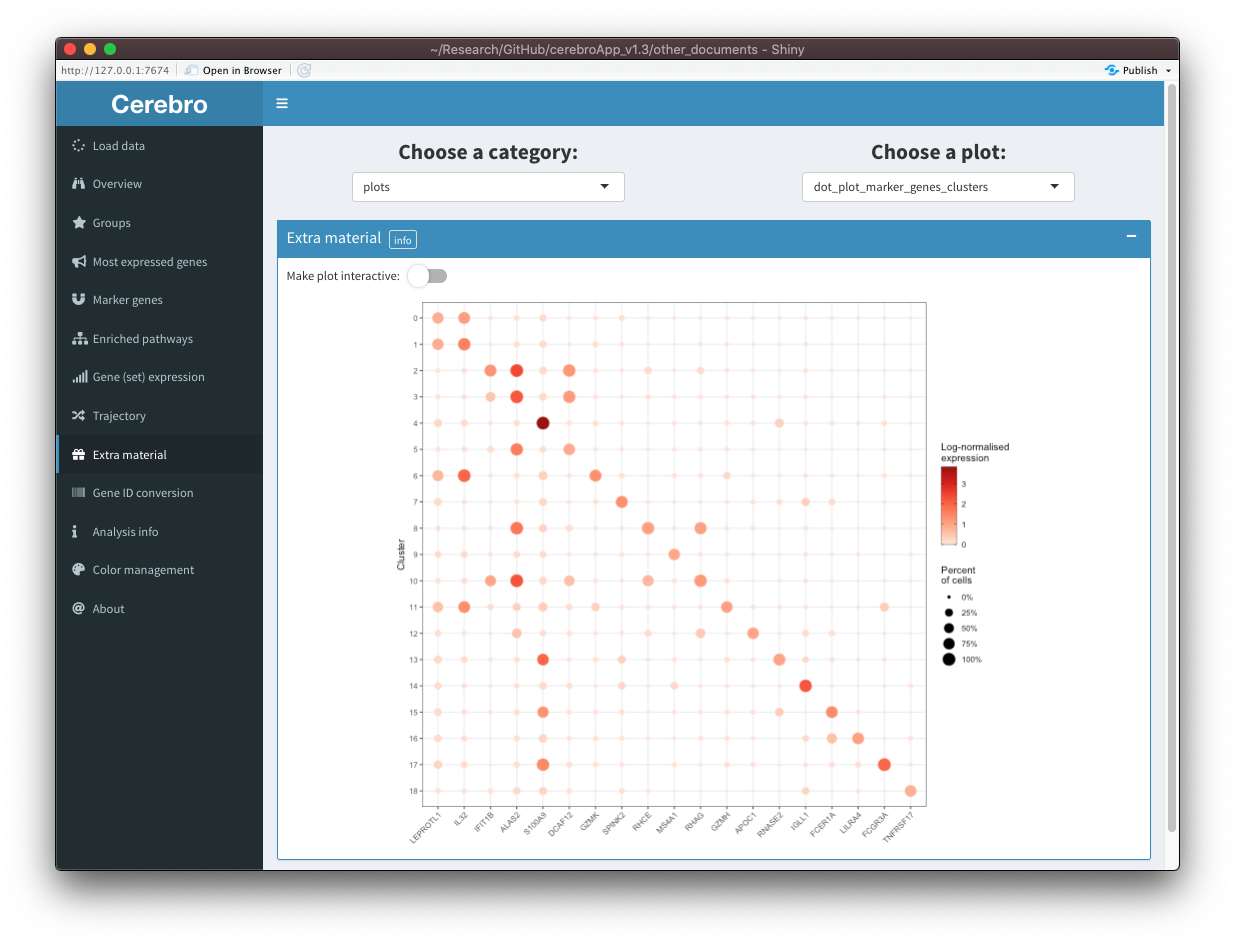 ~/Research/GitHub/cerebroApp_v1.3/other_documents - Shiny
http://127.0.0.1:7674
Open in Browser
Publish
Cerebro
Load data
Overview
Groups
Most expressed genes
Marker genes
Enriched pathways
Gene (set) expression
Trajectory
Extra material
Gene ID conversion
Analysis info
Color management
About
Choose a category:
plots
Choose a plot:
dot_plot_marker_genes_clusters
Extra material info
Make plot interactive:
Cluster
0
1
2
3
4
5
6
7
8
9
10
11
12
13
14
15
16
17
18
LEPROTL1
IL32
IFIT1B
ALAS2
S100A9
DCAF12
GZMK
SPINK2
RHCE
MS4A1
RHAG
GZMH
APOC1
RNASE2
IGLL1
FCER1A
LILRA4
FCGR3A
TNFRSF17
Log-normalised
expression
3
2
1
0
Percent
of cells
0%
25%
50%
75%
100%